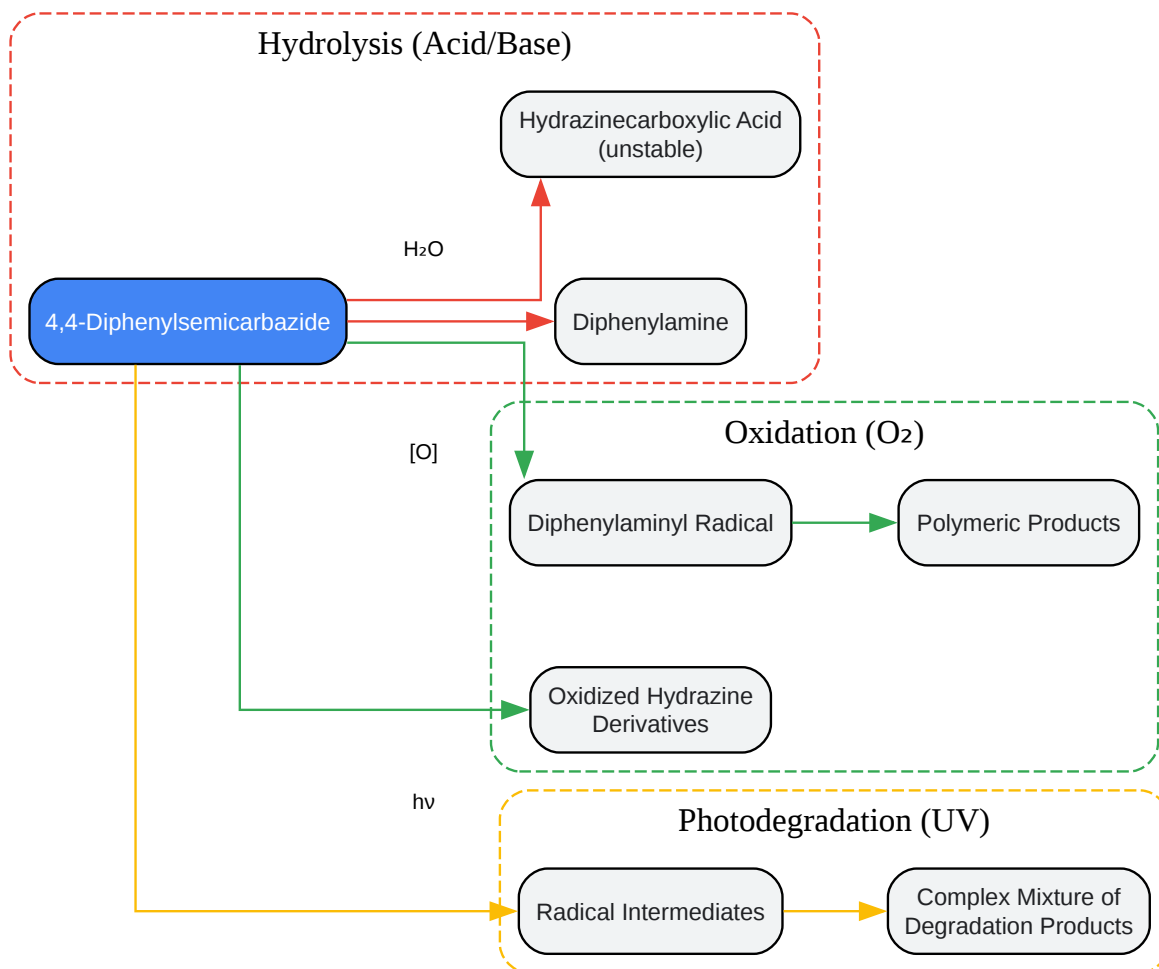 Hydrolysis (Acid/Base)
Hydrazinecarboxylic Acid
(unstable)
H₂O
4,4-Diphenylsemicarbazide
Diphenylamine
Oxidation (O₂)
[O]
Diphenylaminyl Radical
Polymeric Products
Oxidized Hydrazine
Derivatives
hν
Photodegradation (UV)
Radical Intermediates
Complex Mixture of
Degradation Products